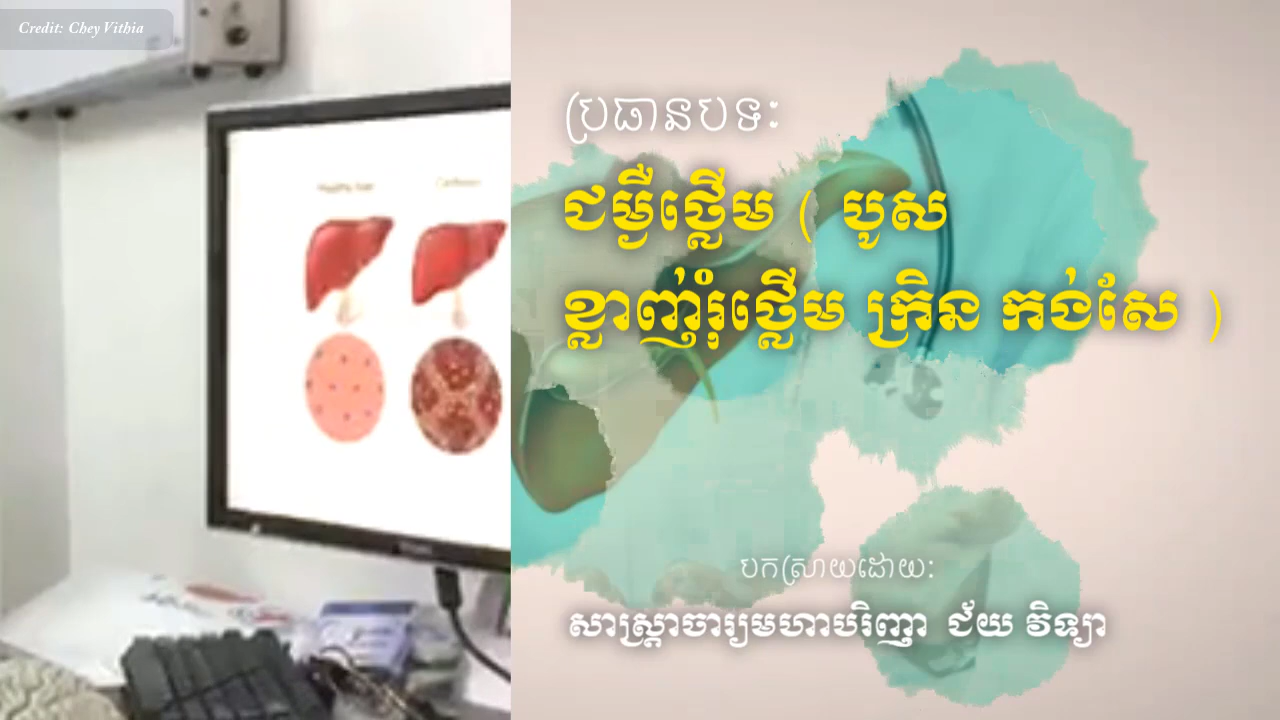 Credit: Chey Vithia
ប្រធានបទៈ
ជម្ងឺថ្លើម ( បូស
ខ្លាញ់រុំថ្លើម ក្រិន កង់សែ )
បកស្រាយដោយៈ
សាស្ត្រាចារ្យមហាបរិញ្ញា ជ័យ វិទ្យា